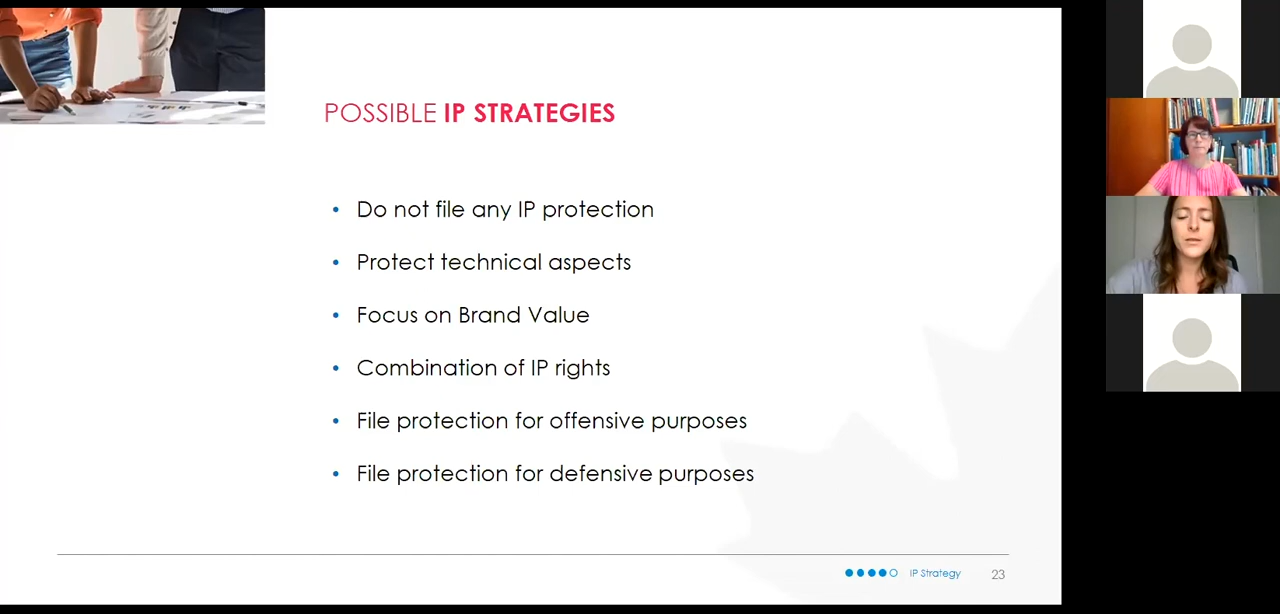 POSSIBLE IP STRATEGIES
• Do not file any IP protection
• Protect technical aspects
• Focus on Brand Value
• Combination of IP rights
• File protection for offensive purposes
• File protection for defensive purposes
IP Strategy 23